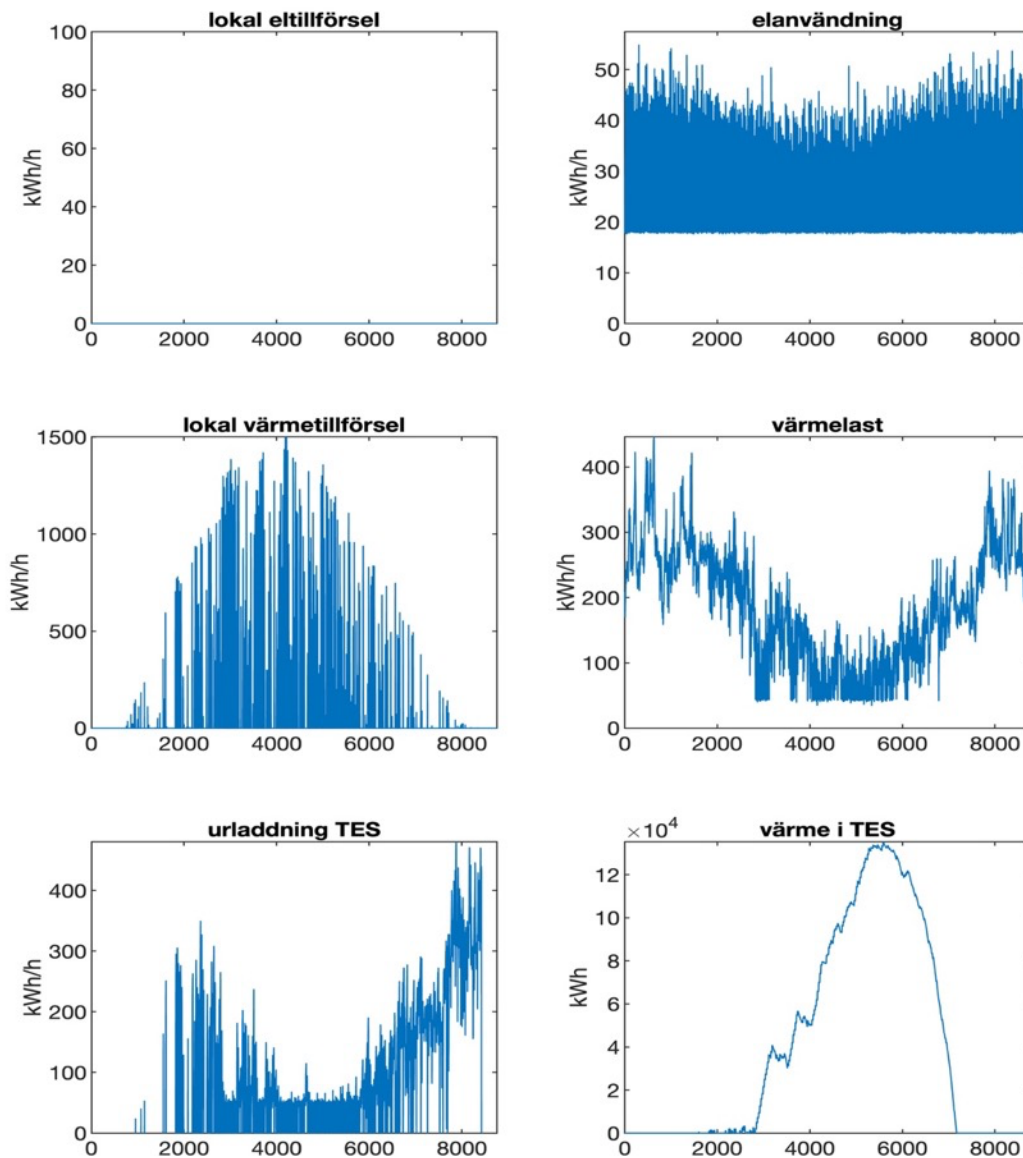 lokal eltillförsel
100
80
60
40
20
0
kWh/h
0 2000 4000 6000 8000
elanvändning
50
40
30
20
10
0
kWh/h
0 2000 4000 6000 8000
lokal värmetillförsel
1500
1000
500
0
kWh/h
0 2000 4000 6000 8000
värmelast
400
300
200
100
0
kWh/h
0 2000 4000 6000 8000
urladdning TES
400
300
200
100
0
kWh/h
0 2000 4000 6000 8000
värme i TES
×10⁴
12
10
8
6
4
2
0
kWh
0 2000 4000 6000 8000